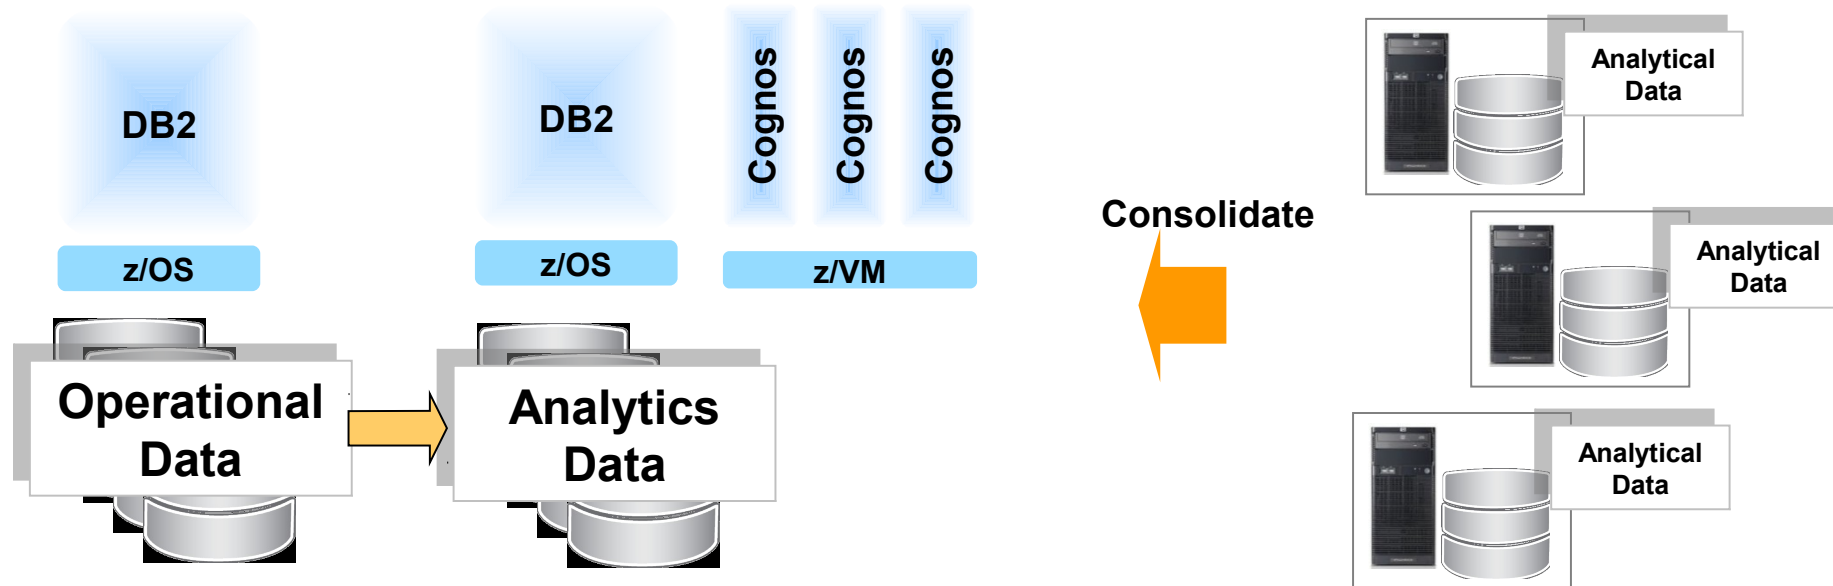 DB2
z/OS
Operational
Data
DB2
z/OS
Cognos
Cognos
Cognos
z/VM
Analytics
Data
Consolidate
Analytical
Data
Analytical
Data
Analytical
Data